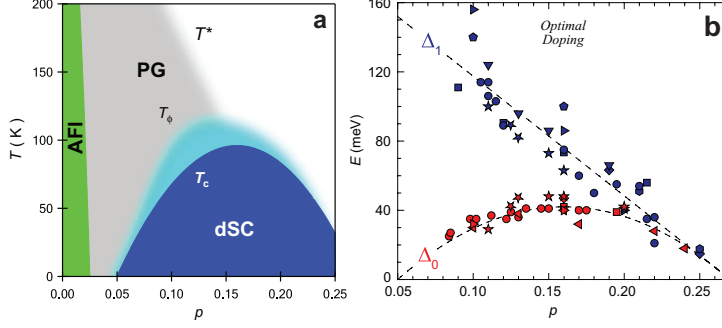 a
200
150
100
50
0
T ( K )
0.00
0.05
0.10
0.15
0.20
0.25
p
AFI
PG
T*
Tϕ
Tc
dSC
b
160
120
80
40
0
E (meV)
0.05
0.10
0.15
0.20
0.25
p
Δ1
Optimal
Doping
Δ0